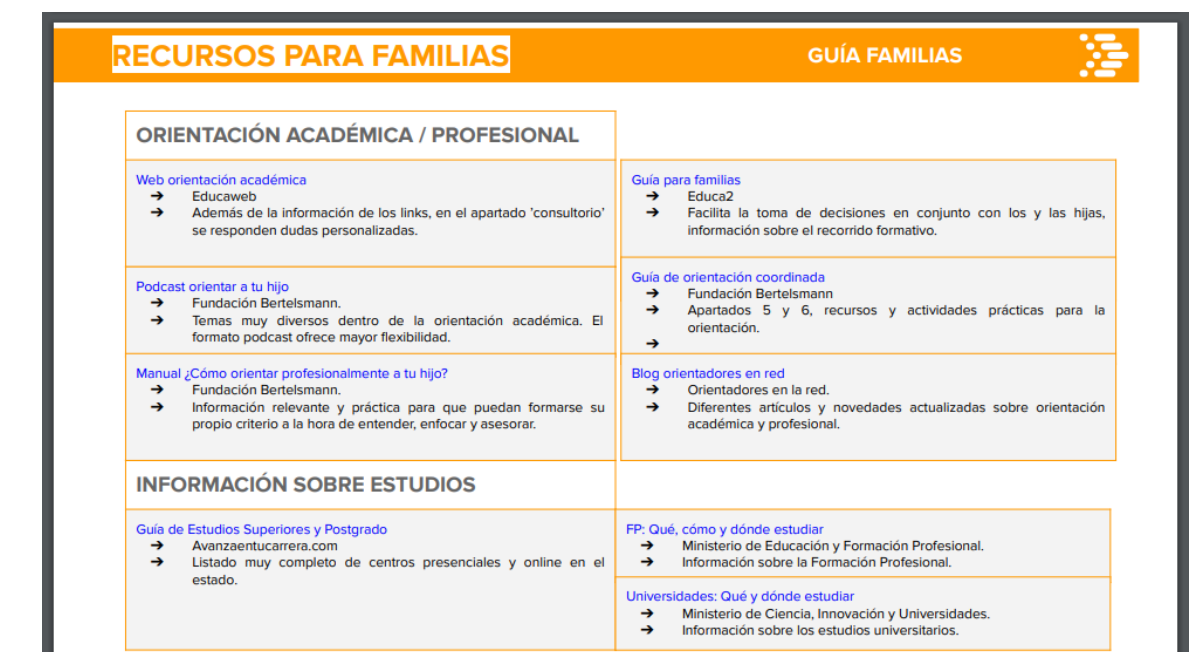 RECURSOS PARA FAMILIAS
GUÍA FAMILIAS
ORIENTACIÓN ACADÉMICA / PROFESIONAL
Web orientación académica
➔ Educaweb
➔ Además de la información de los links, en el apartado 'consultorio'
se responden dudas personalizadas.
Guía para familias
➔ Educa2
➔ Facilita la toma de decisiones en conjunto con los y las hijas,
información sobre el recorrido formativo.
Podcast orientar a tu hijo
➔ Fundación Bertelsmann.
➔ Temas muy diversos dentro de la orientación académica. El
formato podcast ofrece mayor flexibilidad.
Guía de orientación coordinada
➔ Fundación Bertelsmann
➔ Apartados 5 y 6, recursos y actividades prácticas para la
orientación.
➔
Manual ¿Cómo orientar profesionalmente a tu hijo?
➔ Fundación Bertelsmann.
➔ Información relevante y práctica para que puedan formarse su
propio criterio a la hora de entender, enfocar y asesorar.
Blog orientadores en red
➔ Orientadores en la red.
➔ Diferentes artículos y novedades actualizadas sobre orientación
académica y profesional.
INFORMACIÓN SOBRE ESTUDIOS
Guía de Estudios Superiores y Postgrado
➔ Avanzaentucarrera.com
➔ Listado muy completo de centros presenciales y online en el
estado.
FP: Qué, cómo y dónde estudiar
➔ Ministerio de Educación y Formación Profesional.
➔ Información sobre la Formación Profesional.
Universidades: Qué y dónde estudiar
➔ Ministerio de Ciencia, Innovación y Universidades.
➔ Información sobre los estudios universitarios.